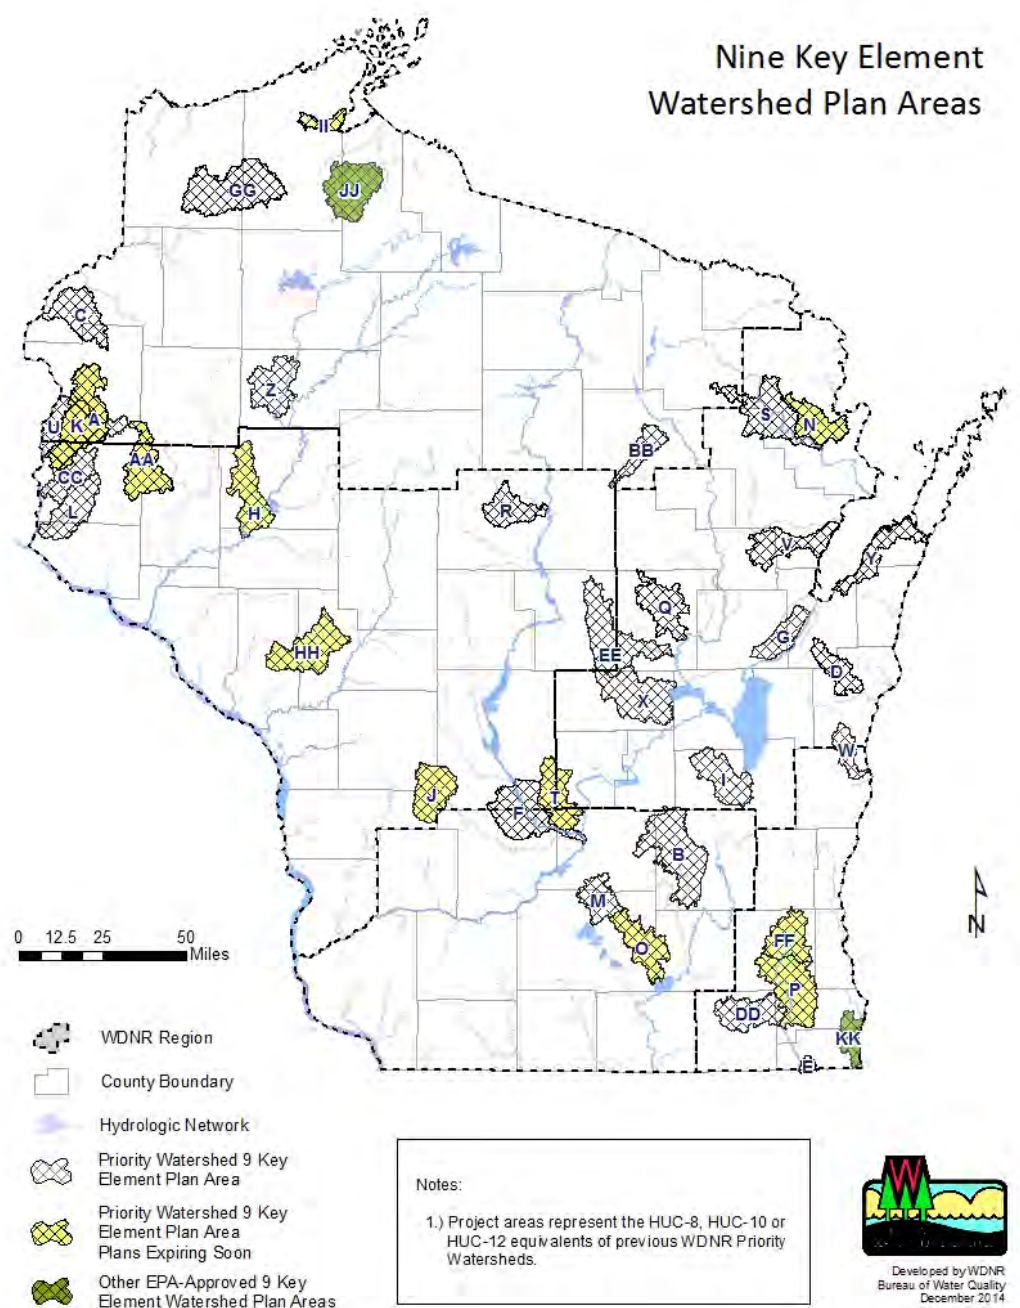 Nine Key Element
Watershed Plan Areas
II
GG
JJ
C
Z
U
K
A
S
N
BB
AA
CC
L
H
R
V
Y
Q
G
EE
HH
D
X
W
I
J
F
T
B
M
O
FF
P
DD
KK
E
N
0 12.5 25 50
Miles
WDNR Region
County Boundary
Hydrologic Network
Priority Watershed 9 Key
Element Plan Area
Priority Watershed 9 Key
Element Plan Area
Plans Expiring Soon
Other EPA-Approved 9 Key
Element Watershed Plan Areas
Notes:
1.) Project areas represent the HUC-8, HUC-10 or
HUC-12 equivalents of previous WDNR Priority
Watersheds.
W
Developed by WDNR
Bureau of Water Quality
December 2014